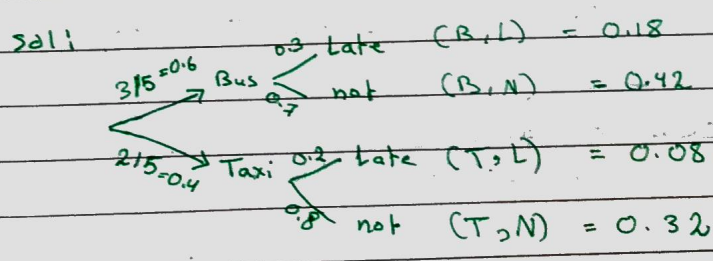 Sol:
0.3 Late (B,L) = 0.18
3/5=0.6 Bus
0.7 not (B,N) = 0.42
2/5=0.4 Taxi 0.2 Late (T,L) = 0.08
0.8 not (T,N) = 0.32